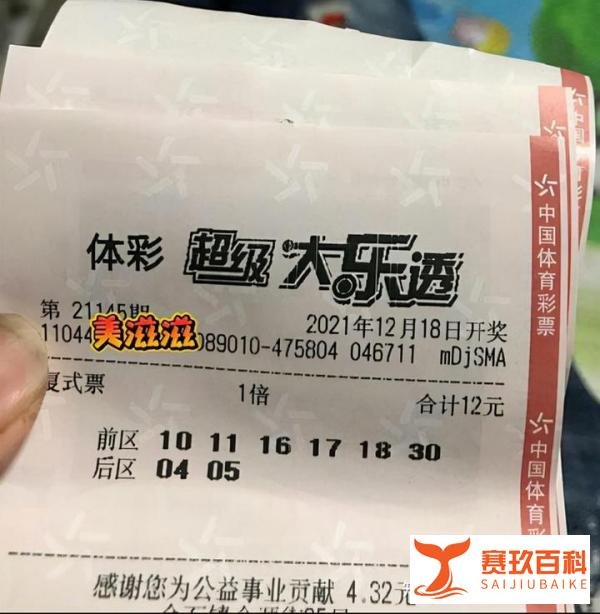 体彩 超级大乐透
第 21145期 2021年12月18日开奖
11044 美滋滋 089010-475804 046711 mDjSMA
复式票 1倍 合计12元
前区 10 11 16 17 18 30
后区 04 05
感谢您为公益事业贡献 4.32元
中国体育彩票
中国体育彩票
赛玖百科
SAIJIUBAIKE